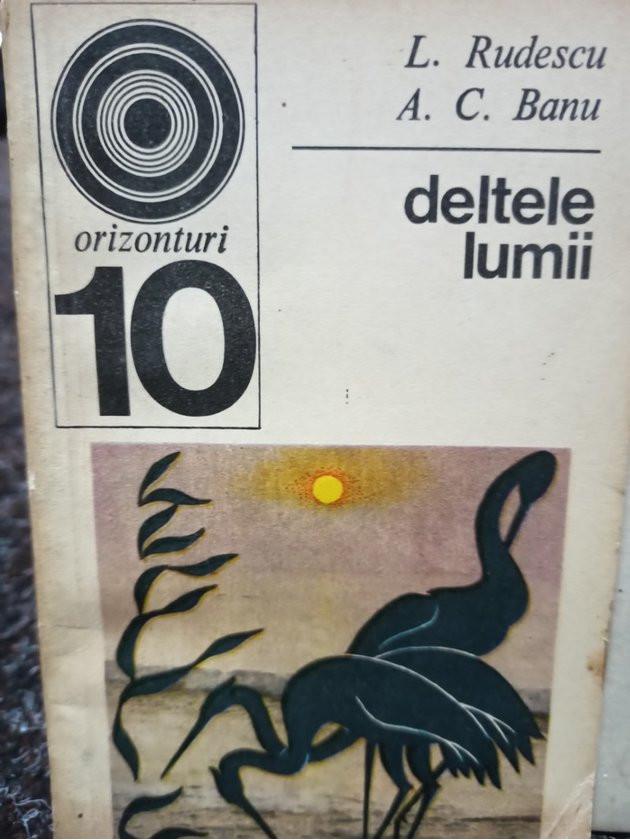 L. Rudescu
A. C. Banu
deltele
lumii
orizonturi
10